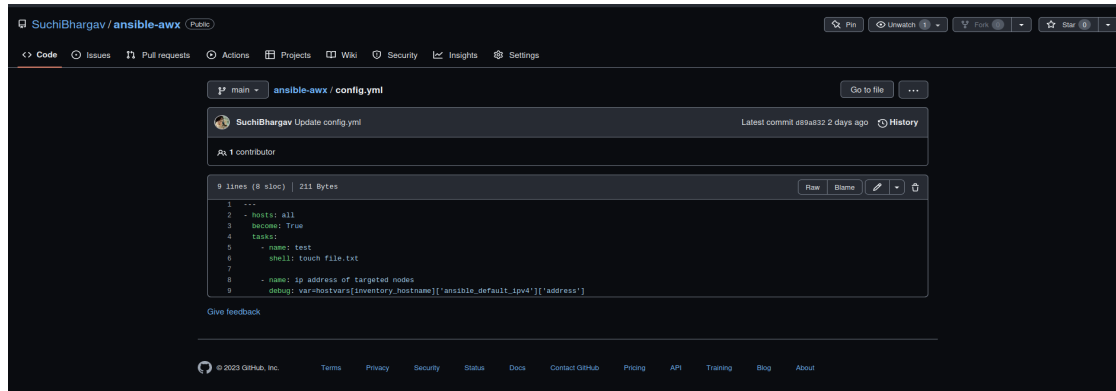 SuchiBhargav / ansible-awx Public
Pin Unwatch 1 Fork 0 Star 0
Code Issues Pull requests Actions Projects Wiki Security Insights Settings
main ansible-awx / config.yml Go to file ...
SuchiBhargav Update config.yml Latest commit d89a832 2 days ago History
1 contributor
9 lines (8 sloc) | 211 Bytes Raw Blame
1 ---
2 - hosts: all
3   become: True
4   tasks:
5     - name: test
6       shell: touch file.txt
7
8     - name: ip address of targeted nodes
9       debug: var=hostvars[inventory_hostname]['ansible_default_ipv4']['address']
Give feedback
© 2023 GitHub, Inc. Terms Privacy Security Status Docs Contact GitHub Pricing API Training Blog About